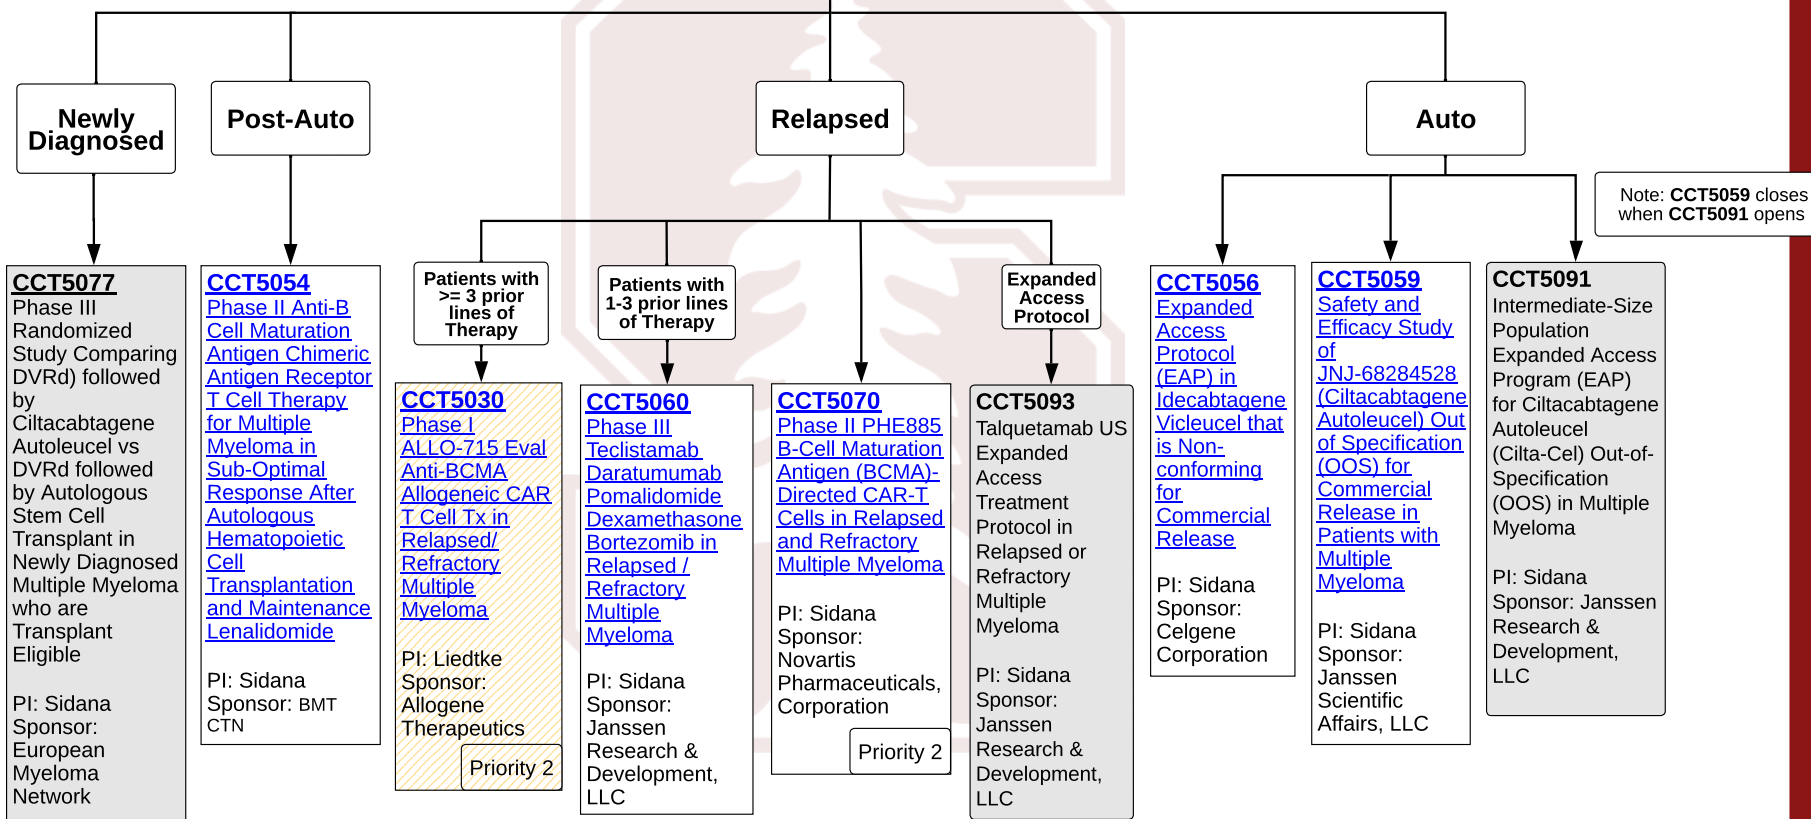 Newly
Diagnosed
Post-Auto
Relapsed
Auto
Note: CCT5059 closes
when CCT5091 opens
CCT5077
Phase III
Randomized
Study Comparing
DVRd) followed
by
Ciltacabtagene
Autoleucel vs
DVRd followed
by Autologous
Stem Cell
Transplant in
Newly Diagnosed
Multiple Myeloma
who are
Transplant
Eligible
PI: Sidana
Sponsor:
European
Myeloma
Network
CCT5054
Phase II Anti-B
Cell Maturation
Antigen Chimeric
Antigen Receptor
T Cell Therapy
for Multiple
Myeloma in
Sub-Optimal
Response After
Autologous
Hematopoietic
Cell
Transplantation
and Maintenance
Lenalidomide
PI: Sidana
Sponsor: BMT
CTN
Patients with
>= 3 prior
lines of
Therapy
CCT5030
Phase I
ALLO-715 Eval
Anti-BCMA
Allogeneic CAR
T Cell Tx in
Relapsed/
Refractory
Multiple
Myeloma
PI: Liedtke
Sponsor:
Allogene
Therapeutics
Priority 2
Patients with
1-3 prior lines
of Therapy
CCT5060
Phase III
Teclistamab
Daratumumab
Pomalidomide
Dexamethasone
Bortezomib in
Relapsed /
Refractory
Multiple
Myeloma
PI: Sidana
Sponsor:
Janssen
Research &
Development,
LLC
CCT5070
Phase II PHE885
B-Cell Maturation
Antigen (BCMA)-
Directed CAR-T
Cells in Relapsed
and Refractory
Multiple Myeloma
PI: Sidana
Sponsor:
Novartis
Pharmaceuticals,
Corporation
Priority 2
Expanded
Access
Protocol
CCT5093
Talquetamab US
Expanded
Access
Treatment
Protocol in
Relapsed or
Refractory
Multiple
Myeloma
PI: Sidana
Sponsor:
Janssen
Research &
Development,
LLC
CCT5056
Expanded
Access
Protocol
(EAP) in
Idecabtagene
Vicleucel that
is Non-
conforming
for
Commercial
Release
PI: Sidana
Sponsor:
Celgene
Corporation
CCT5059
Safety and
Efficacy Study
of
JNJ-68284528
(Ciltacabtagene
Autoleucel) Out
of Specification
(OOS) for
Commercial
Release in
Patients with
Multiple
Myeloma
PI: Sidana
Sponsor:
Janssen
Scientific
Affairs, LLC
CCT5091
Intermediate-Size
Population
Expanded Access
Program (EAP)
for Ciltacabtagene
Autoleucel
(Cilta-Cel) Out-of-
Specification
(OOS) in Multiple
Myeloma
PI: Sidana
Sponsor: Janssen
Research &
Development,
LLC